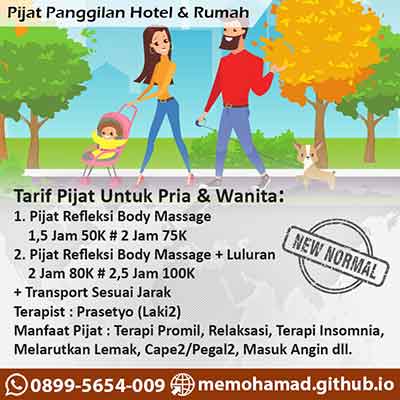 Pijat Panggilan Hotel & Rumah
Tarif Pijat Untuk Pria & Wanita:
1. Pijat Refleksi Body Massage
1,5 Jam 50K # 2 Jam 75K
2. Pijat Refleksi Body Massage + Luluran
2 Jam 80K # 2,5 Jam 100K
+ Transport Sesuai Jarak
Terapist : Prasetyo (Laki2)
Manfaat Pijat : Terapi Promil, Relaksasi, Terapi Insomnia,
Melarutkan Lemak, Cape2/Pegal2, Masuk Angin dll.
NEW NORMAL
0899-5654-009 memohamad.github.io